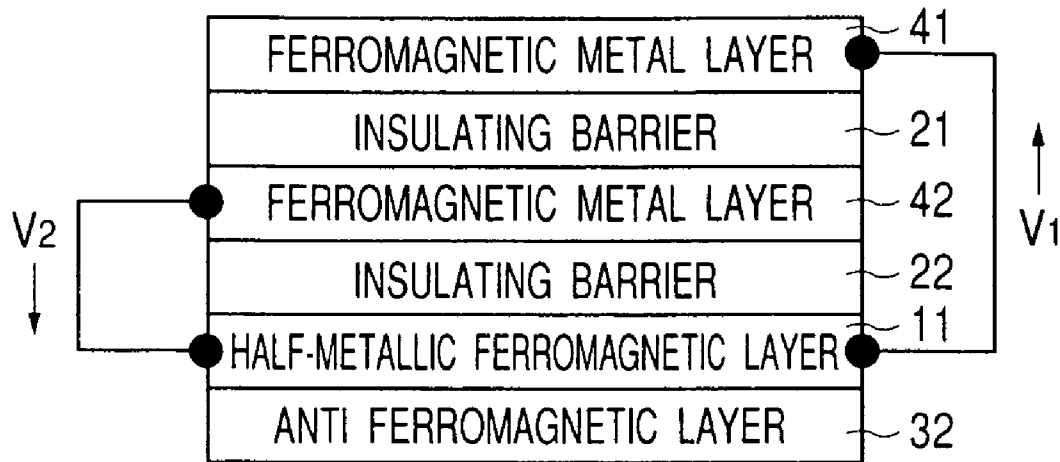 41
FERROMAGNETIC METAL LAYER
INSULATING BARRIER
21
FERROMAGNETIC METAL LAYER
42
V2
V1
INSULATING BARRIER
22
11
HALF-METALLIC FERROMAGNETIC LAYER
ANTI FERROMAGNETIC LAYER
32